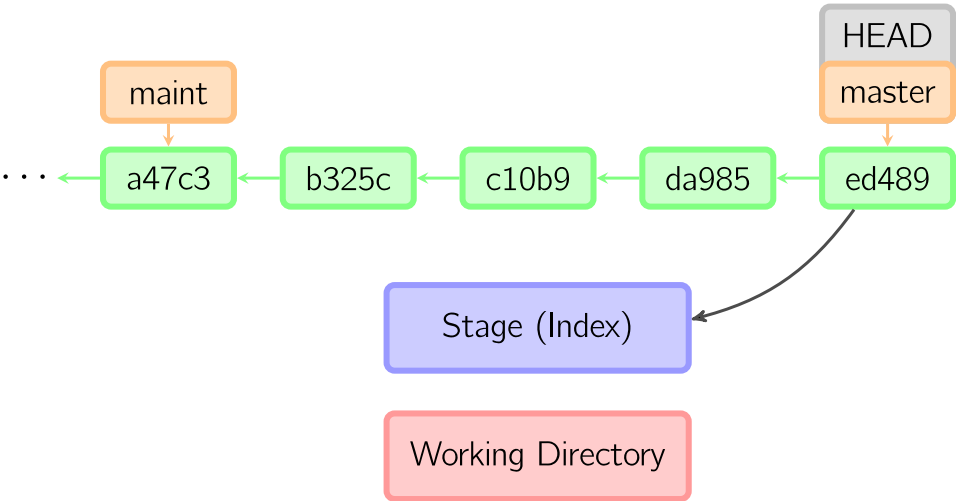 HEAD
maint
master
...
a47c3
b325c
c10b9
da985
ed489
Stage (Index)
Working Directory